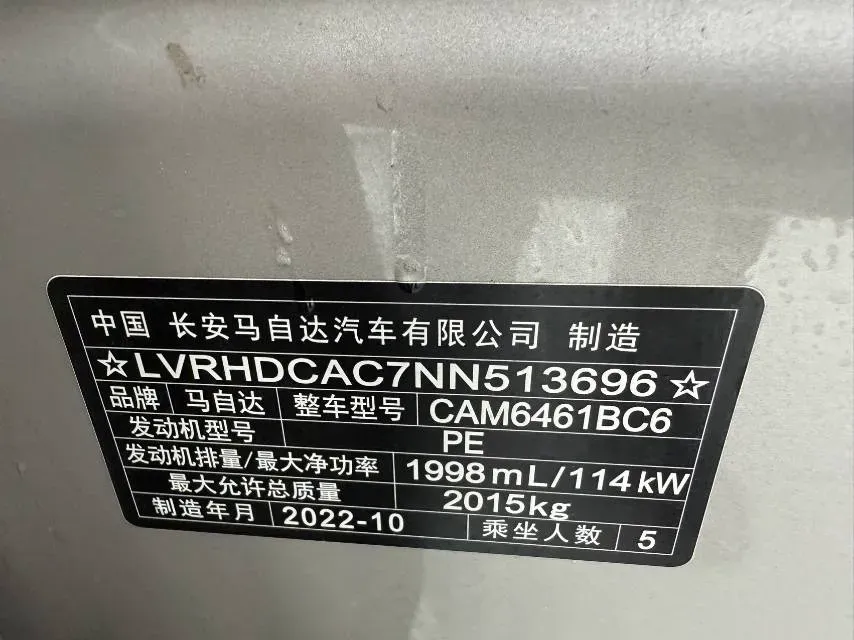 中国 长安马自达汽车有限公司 制造
☆LVRHDCAC7NN513696☆
品牌 马自达 整车型号 CAM6461BC6
发动机型号 PE
发动机排量/最大净功率 1998mL/114kW
最大允许总质量 2015kg
制造年月 2022-10 乘坐人数 5